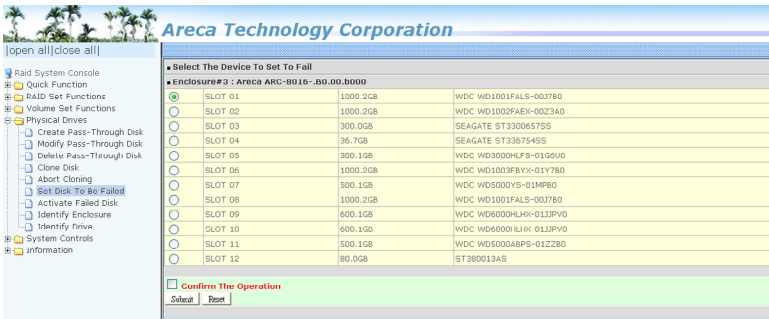 Areca Technology Corporation
|open all|close all|
Raid System Console
Quick Function
RAID Set Functions
Volume Set Functions
Physical Drives
Create Pass-Through Disk
Modify Pass-Through Disk
Delete Pass-Through Disk
Clone Disk
Abort Cloning
Set Disk To Be Failed
Activate Failed Disk
Identify Enclosure
Identify Drive
System Controls
Information
▪ Select The Device To Set To Fail
▪ Enclosure#3 : Areca ARC-8016-.B0.00.b000
SLOT 01 1000.2GB WDC WD1001FALS-00J7B0
SLOT 02 1000.2GB WDC WD1002FAEX-00Z3A0
SLOT 03 300.0GB SEAGATE ST3300657SS
SLOT 04 36.7GB SEAGATE ST336754SS
SLOT 05 300.1GB WDC WD3000HLFS-01G6U0
SLOT 06 1000.2GB WDC WD1003FBYX-01Y7B0
SLOT 07 500.1GB WDC WD5000YS-01MPB0
SLOT 08 1000.2GB WDC WD1001FALS-00J7B0
SLOT 09 600.1GB WDC WD6000HLHX-01JJPV0
SLOT 10 600.1GB WDC WD6000HLHX-01JJPV0
SLOT 11 500.1GB WDC WD5000ABPS-01ZZB0
SLOT 12 80.0GB ST380013AS
Confirm The Operation
Submit Reset